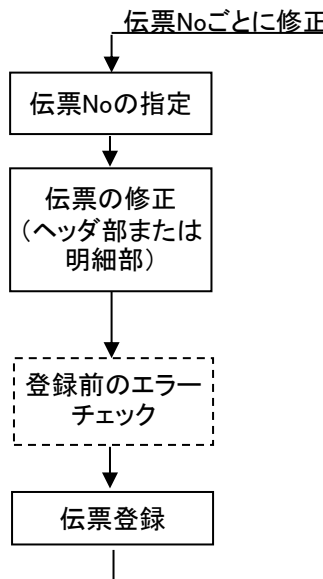 伝票Noごとに修正
伝票Noの指定
伝票の修正
（ヘッダ部または
明細部）
登録前のエラー
チェック
伝票登録